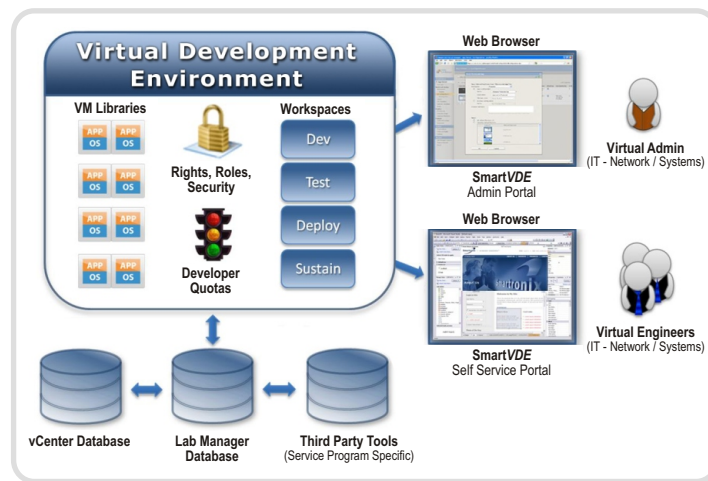 Virtual Development
Environment
VM Libraries
APP
OS
APP
OS
APP
OS
APP
OS
APP
OS
APP
OS
APP
OS
APP
OS
Rights, Roles,
Security
Developer
Quotas
Workspaces
Dev
Test
Deploy
Sustain
Web Browser
SmartVDE
Admin Portal
Virtual Admin
(IT - Network / Systems)
Web Browser
smartronix
SmartVDE
Self Service Portal
Virtual Engineers
(IT - Network / Systems)
vCenter Database
Lab Manager
Database
Third Party Tools
(Service Program Specific)